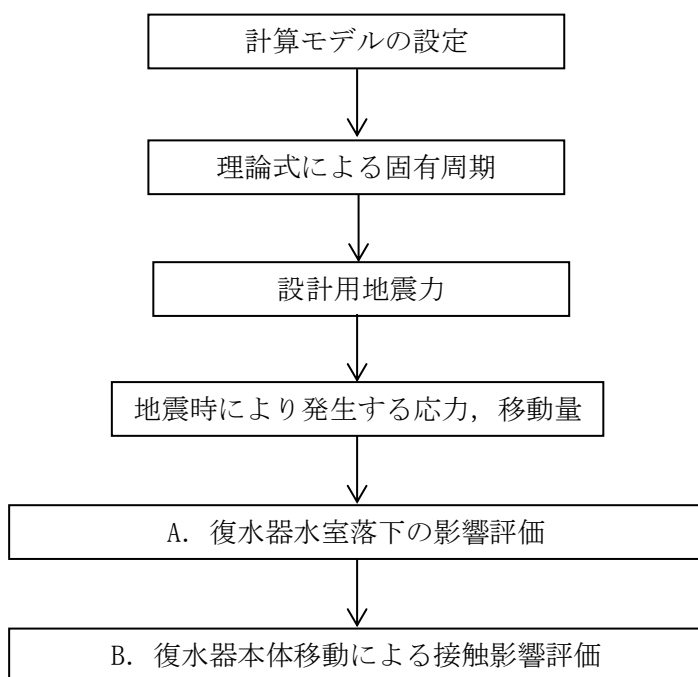 計算モデルの設定
理論式による固有周期
設計用地震力
地震時により発生する応力，移動量
A．復水器水室落下の影響評価
B．復水器本体移動による接触影響評価